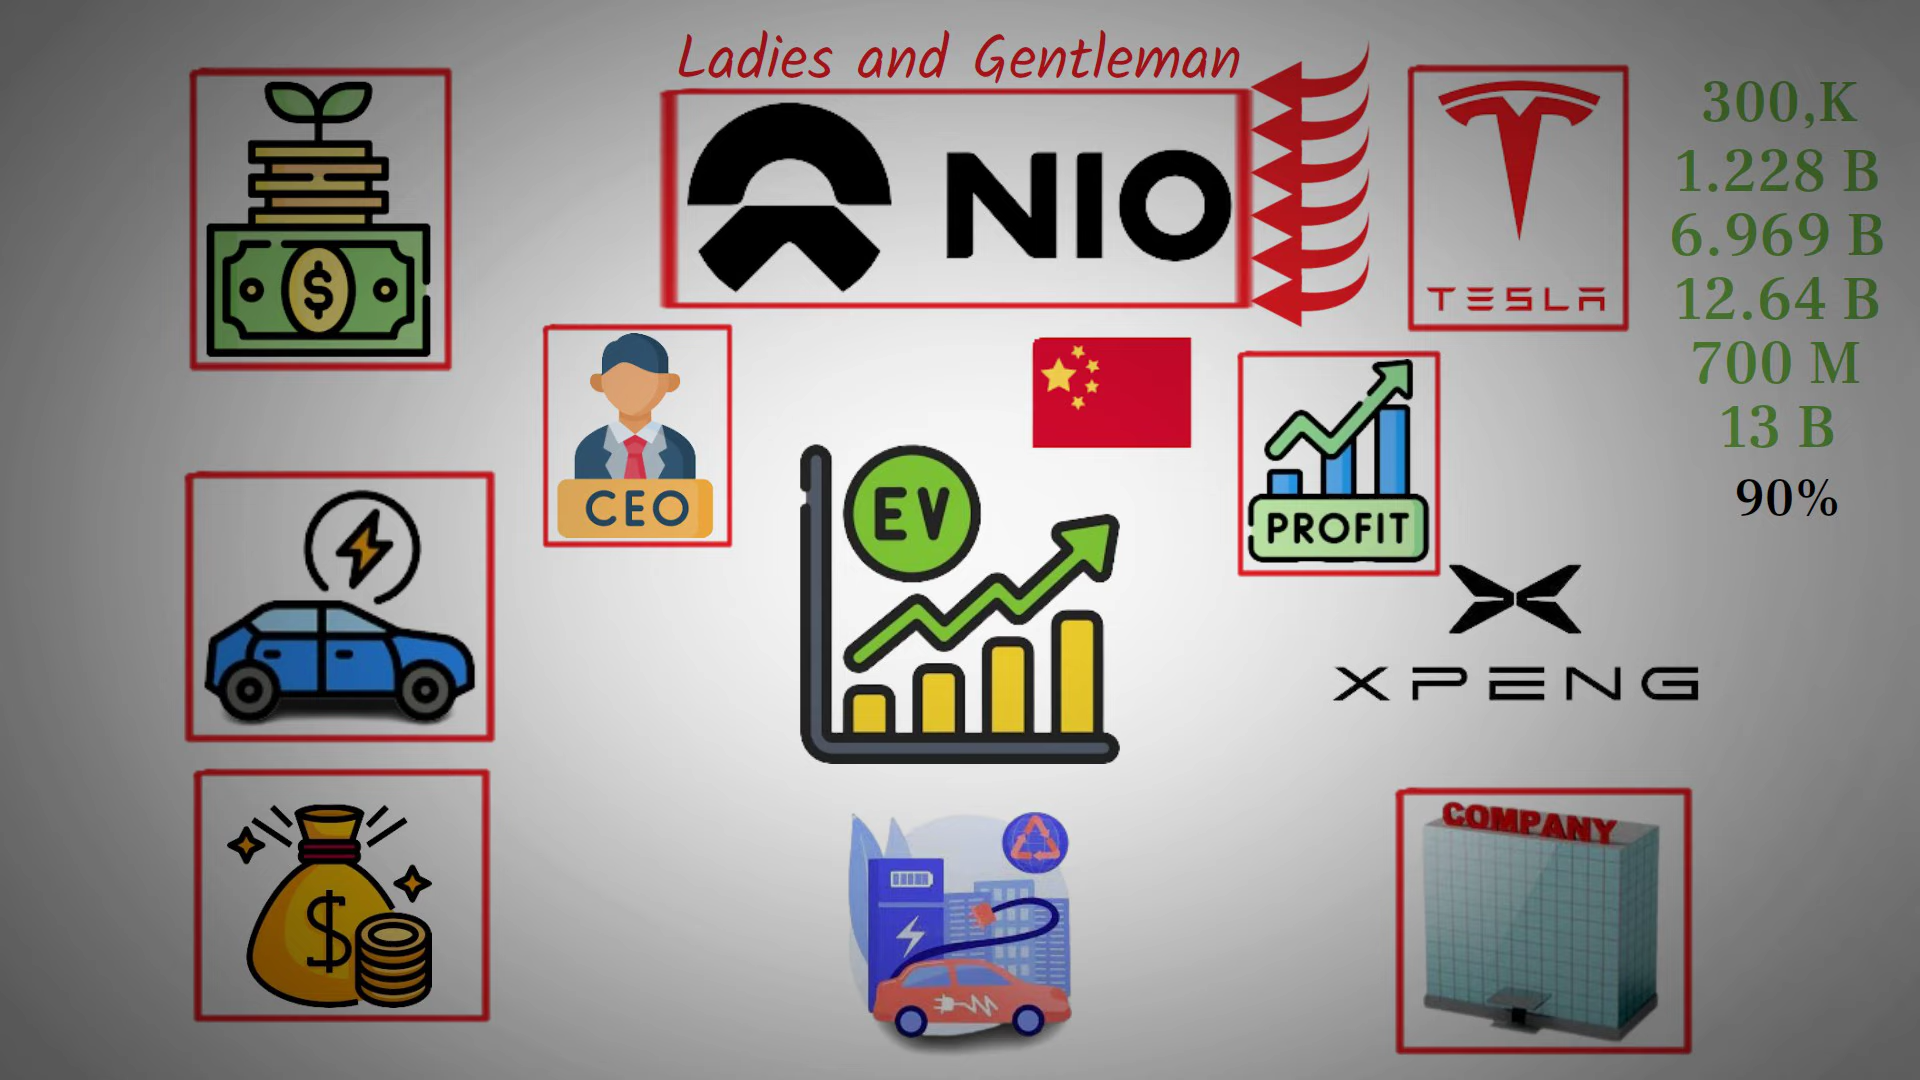 Ladies and Gentleman
NIO
TESLA
300,K
1.228 B
6.969 B
12.64 B
700 M
13 B
90%
$
CEO
EV
PROFIT
XPENG
$
COMPANY